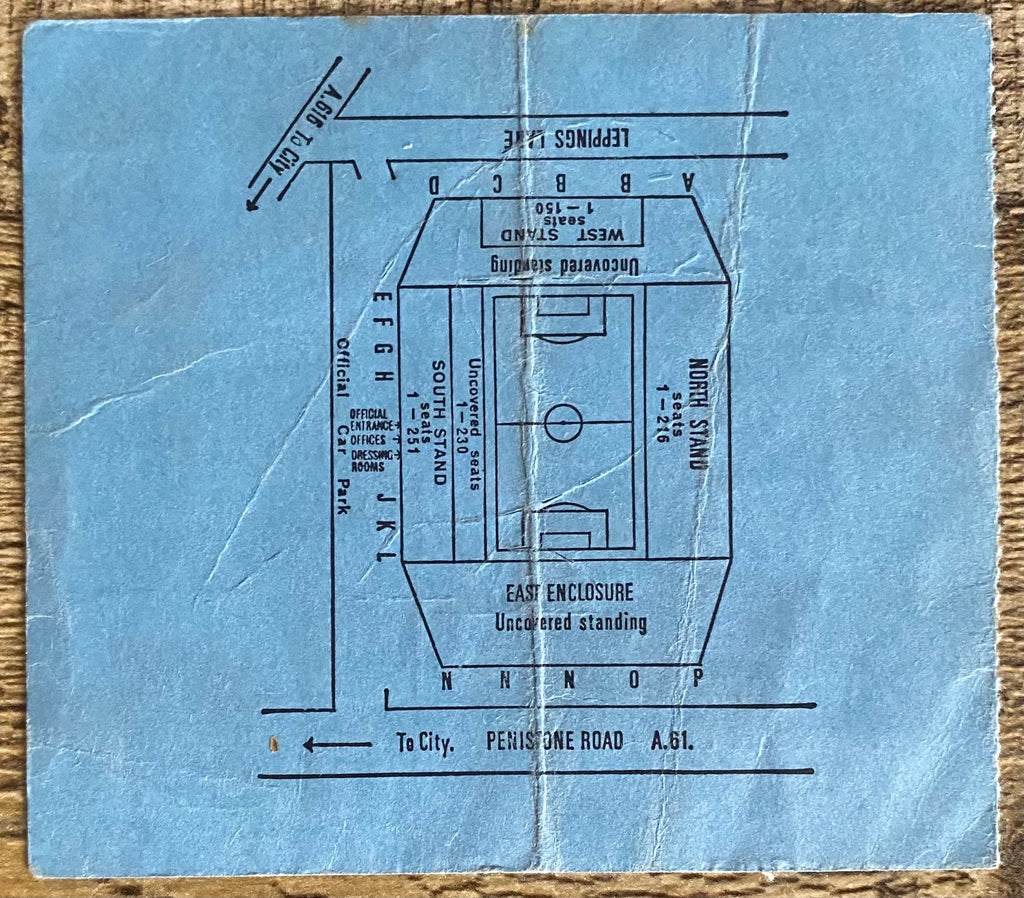 A.616 To City
LEPPINGS LANE
D C B B A
WEST STAND
seats
1 – 150
Uncovered standing
E F G H
J K L
Official Car Park
OFFICIAL
ENTRANCE→
OFFICES →
DRESSING→
ROOMS
SOUTH STAND
seats
1 – 251
Uncovered seats
1 – 230
NORTH STAND
seats
1 – 216
EAST ENCLOSURE
Uncovered standing
N N N O P
To City. PENISTONE ROAD A.61.